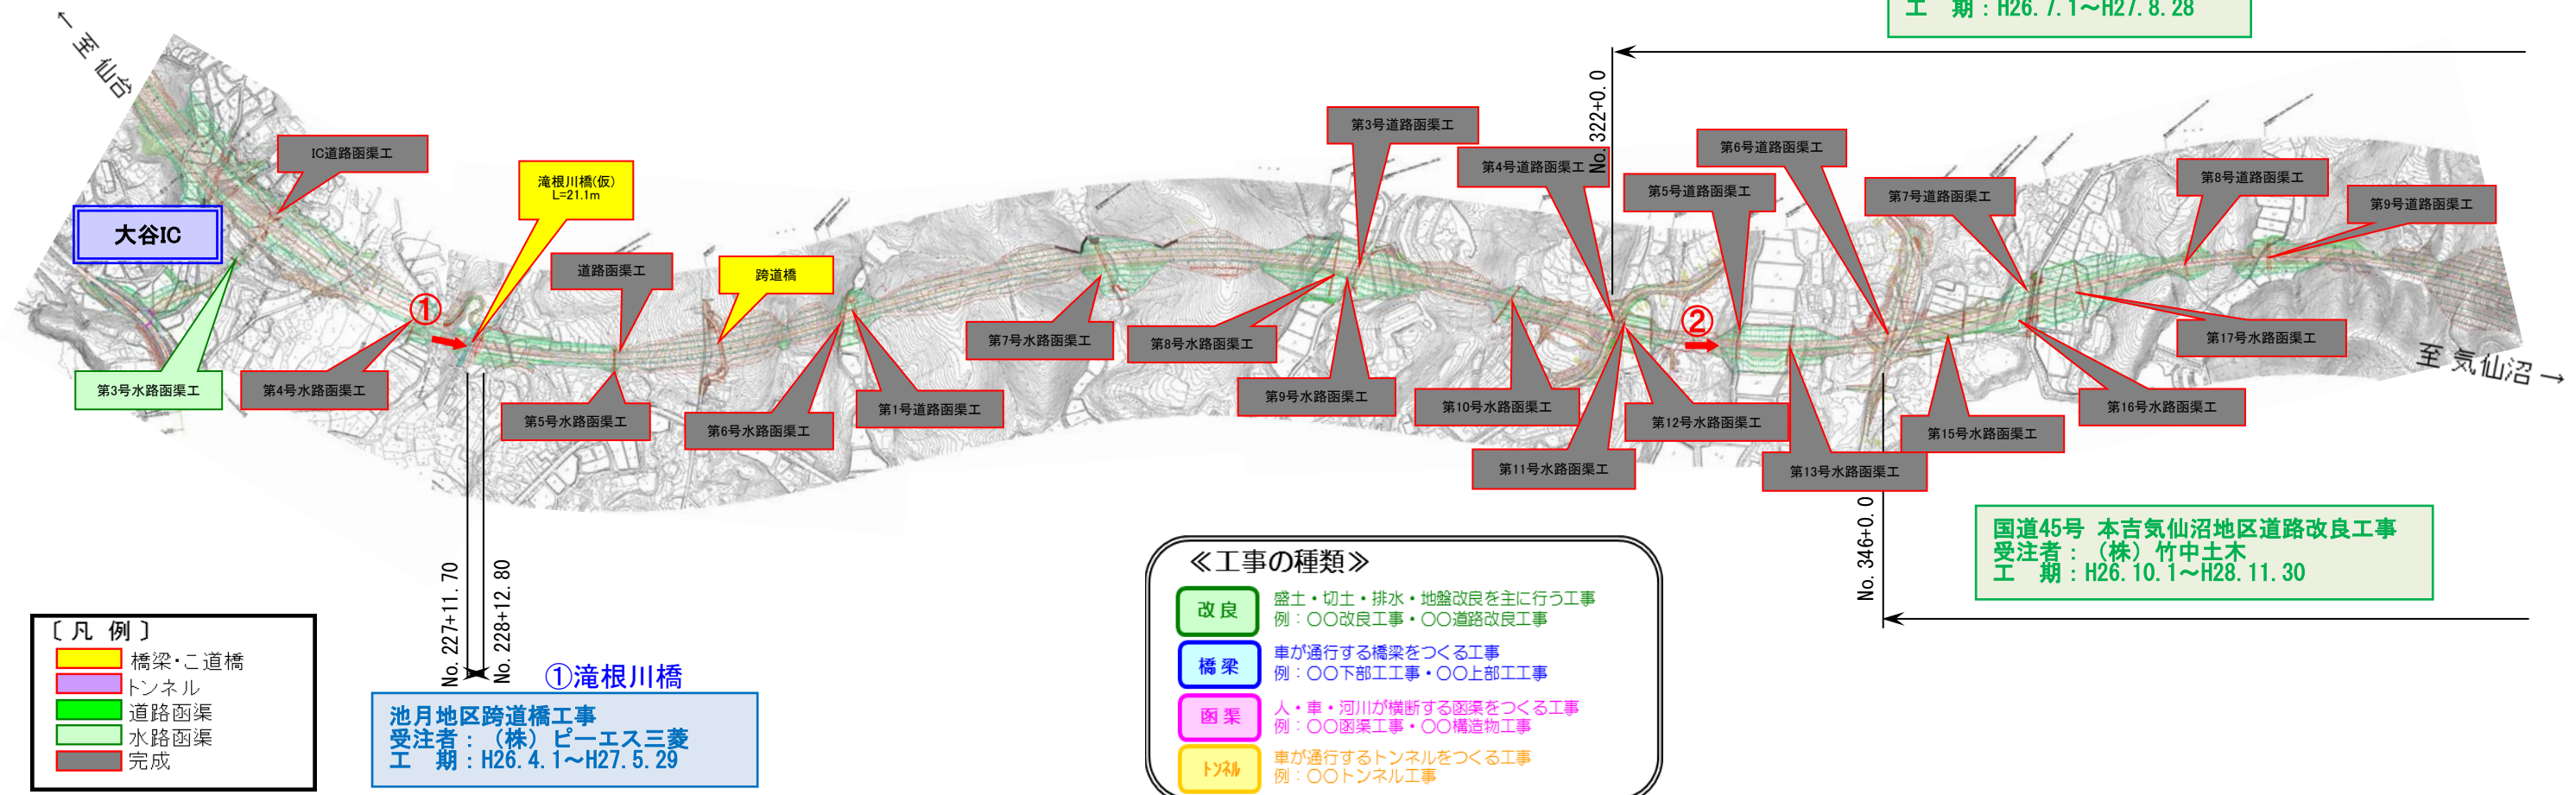 工　期：H26.7.1～H27.8.28
←至 仙台
No. 322+0.0
第3号道路函渠工
IC道路函渠工
第4号道路函渠工
第6号道路函渠工
滝根川橋(仮)
L=21.1m
第5号道路函渠工
第7号道路函渠工
第8号道路函渠工
第9号道路函渠工
大谷IC
道路函渠工
跨道橋
①
②
第7号水路函渠工
第8号水路函渠工
第17号水路函渠工
至 気仙沼→
第3号水路函渠工
第4号水路函渠工
第5号水路函渠工
第6号水路函渠工
第1号道路函渠工
第9号水路函渠工
第10号水路函渠工
第12号水路函渠工
第16号水路函渠工
第15号水路函渠工
第11号水路函渠工
第13号水路函渠工
No. 346+0.0
国道45号 本吉気仙沼地区道路改良工事
受注者：（株）竹中土木
工　期：H26.10.1～H28.11.30
No. 227+11.70
No. 228+12.80
①滝根川橋
池月地区跨道橋工事
受注者：（株）ピーエス三菱
工　期：H26.4.1～H27.5.29
〔凡 例〕
橋梁・こ道橋
トンネル
道路函渠
水路函渠
完成
≪工事の種類≫
改良
盛土・切土・排水・地盤改良を主に行う工事
例：○○改良工事・○○道路改良工事
橋梁
車が通行する橋梁をつくる工事
例：○○下部工工事・○○上部工工事
函渠
人・車・河川が横断する函渠をつくる工事
例：○○函渠工事・○○構造物工事
トンネル
車が通行するトンネルをつくる工事
例：○○トンネル工事